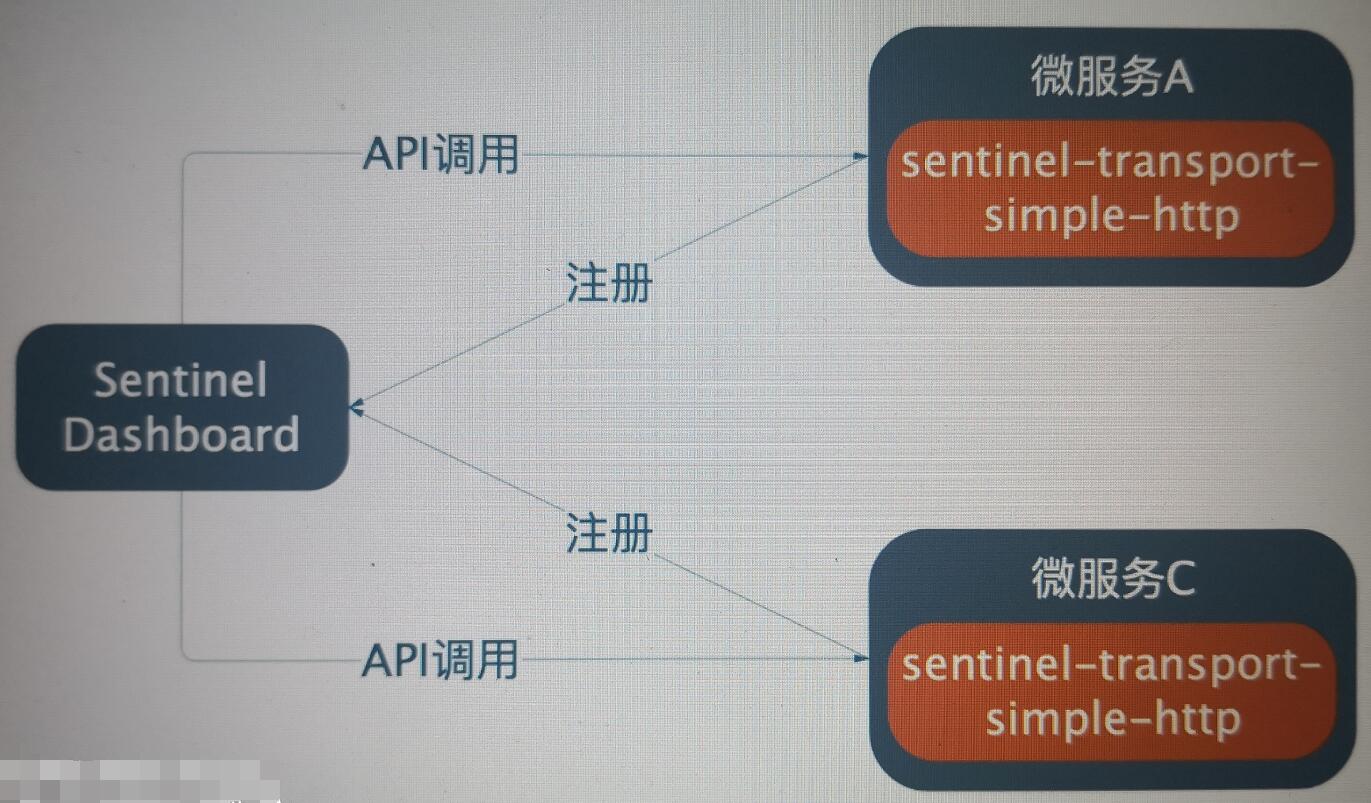 微服务A
API调用
sentinel-transport-
simple-http
注册
Sentinel
Dashboard
注册
微服务C
API调用
sentinel-transport-
simple-http